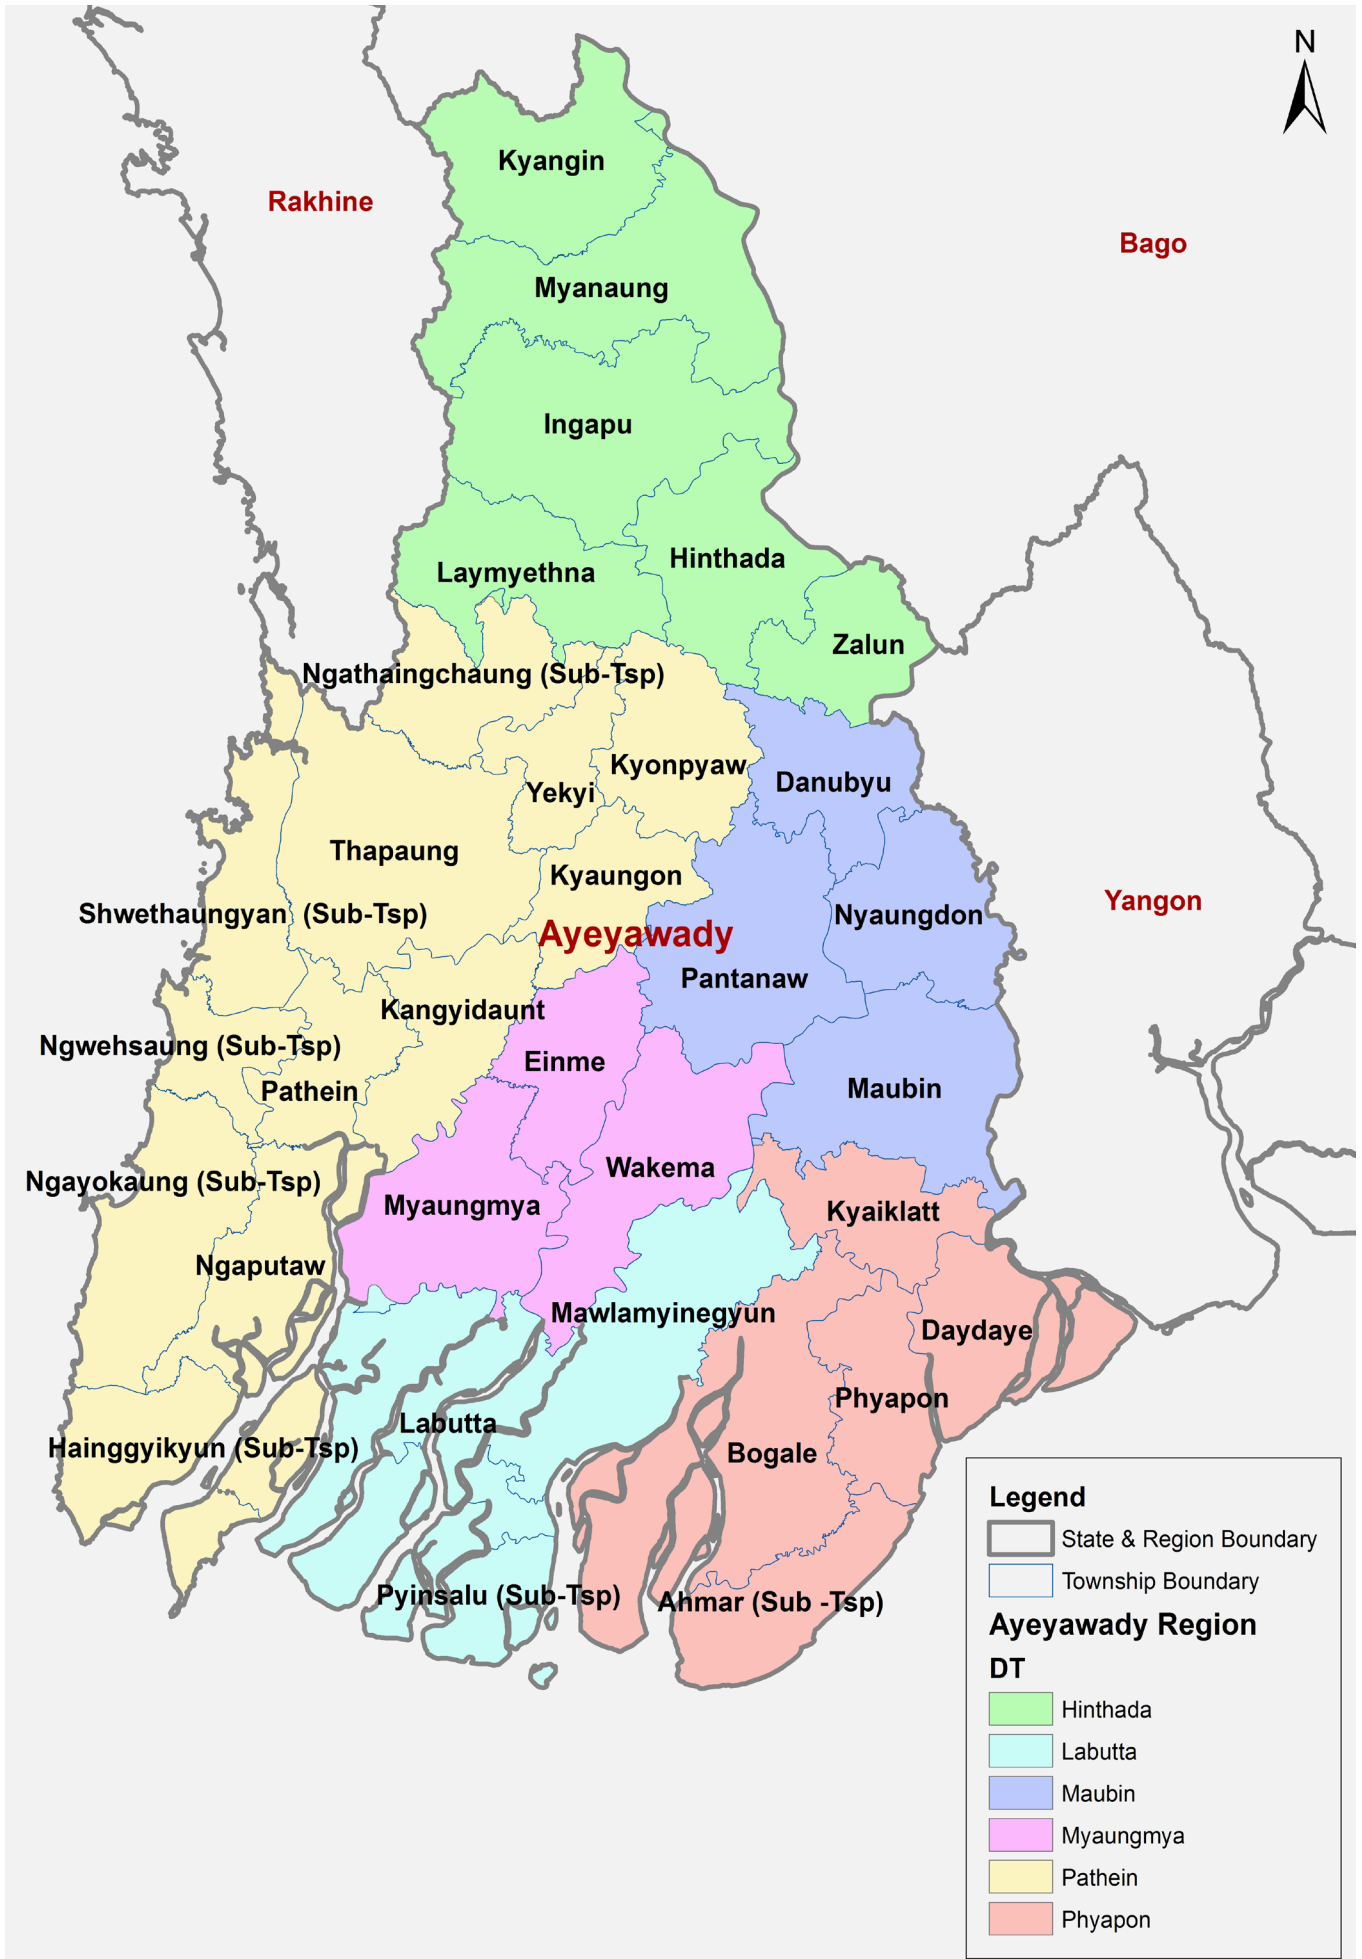 N
Kyangin
Rakhine
Bago
Myanaung
Ingapu
Hinthada
Laymyethna
Zalun
Ngathaingchaung (Sub-Tsp)
Kyonpyaw
Danubyu
Yekyi
Thapaung
Kyaungon
Yangon
Shwethaungyan (Sub-Tsp)
Nyaungdon
Ayeyawady
Pantanaw
Kangyidaunt
Ngwehsaung (Sub-Tsp)
Einme
Pathein
Maubin
Wakema
Ngayokaung (Sub-Tsp)
Myaungmya
Kyaiklatt
Ngaputaw
Mawlamyinegyun
Daydaye
Phyapon
Labutta
Hainggyikyun (Sub-Tsp)
Bogale
Pyinsalu (Sub-Tsp)
Ahmar (Sub -Tsp)
Legend
State & Region Boundary
Township Boundary
Ayeyawady Region
DT
Hinthada
Labutta
Maubin
Myaungmya
Pathein
Phyapon